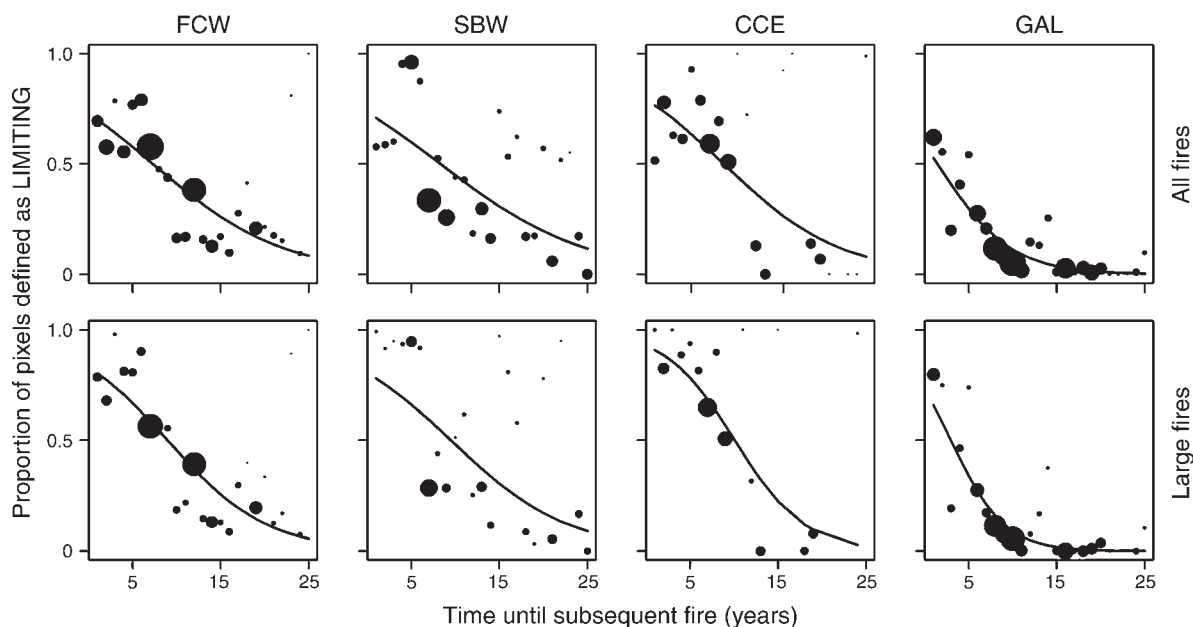 FCW SBW CCE GAL
Proportion of pixels defined as LIMITING
1.0
0.5
0
All fires
1.0
0.5
0
Large fires
5 15 25 5 15 25 5 15 25 5 15 25
Time until subsequent fire (years)